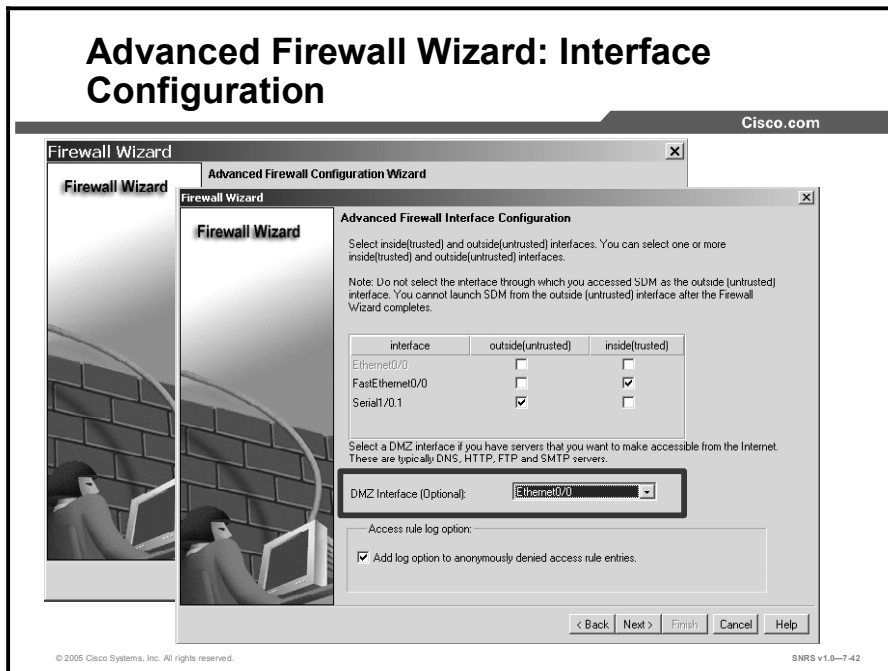 Advanced Firewall Wizard: Interface
Configuration
Cisco.com
Firewall Wizard
Firewall Wizard
Advanced Firewall Configuration Wizard
Firewall Wizard
Firewall Wizard
Advanced Firewall Interface Configuration
Select inside(trusted) and outside(untrusted) interfaces. You can select one or more
inside(trusted) and outside(untrusted) interfaces.
Note: Do not select the interface through which you accessed SDM as the outside (untrusted)
interface. You cannot launch SDM from the outside (untrusted) interface after the Firewall
Wizard completes.
interface outside(untrusted) inside(trusted)
Ethernet0/0
FastEthernet0/0
Serial1/0.1
Select a DMZ interface if you have servers that you want to make accessible from the Internet.
These are typically DNS, HTTP, FTP and SMTP servers.
DMZ Interface (Optional): Ethernet0/0
Access rule log option:
Add log option to anonymously denied access rule entries.
< Back Next > Finish Cancel Help
© 2005 Cisco Systems, Inc. All rights reserved.
SNRS v1.0—7-42